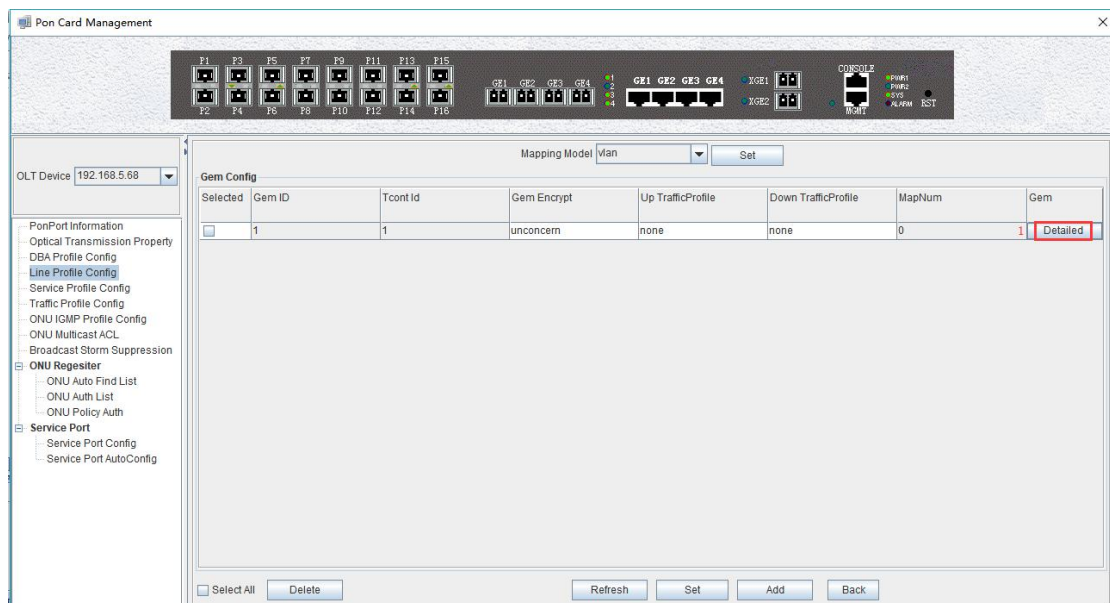 Pon Card Management
P1 P3 P5 P7 P9 P11 P13 P15
P2 P4 P6 P8 P10 P12 P14 P16
GE1 GE2 GE3 GE4
1
2
3
4
GE1 GE2 GE3 GE4
XGE1
XGE2
CONSOLE
MGMT
PWR1
PWR2
SYS
ALARM
RST
OLT Device 192.168.5.68
PonPort Information
Optical Transmission Property
DBA Profile Config
Line Profile Config
Service Profile Config
Traffic Profile Config
ONU IGMP Profile Config
ONU Multicast ACL
Broadcast Storm Suppression
ONU Regesiter
ONU Auto Find List
ONU Auth List
ONU Policy Auth
Service Port
Service Port Config
Service Port AutoConfig
Mapping Model vlan Set
Gem Config
Selected Gem ID Tcont Id Gem Encrypt Up TrafficProfile Down TrafficProfile MapNum Gem
1 1 unconcern none none 0 1 Detailed
Select All Delete Refresh Set Add Back